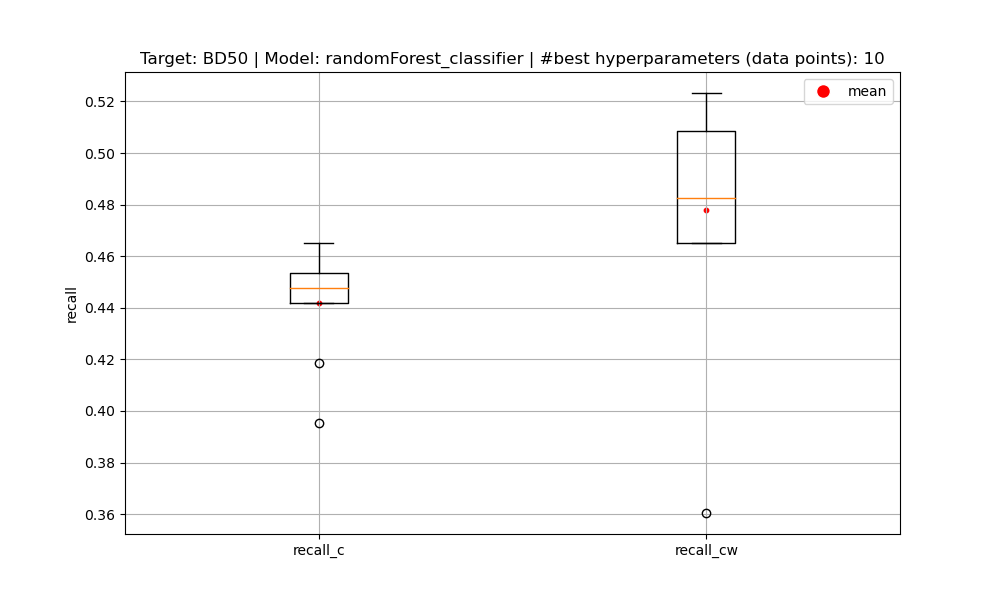 Target: BD50 | Model: randomForest_classifier | #best hyperparameters (data points): 10
mean
0.52
0.50
0.48
0.46
0.44
0.42
0.40
0.38
0.36
recall
recall_c
recall_cw